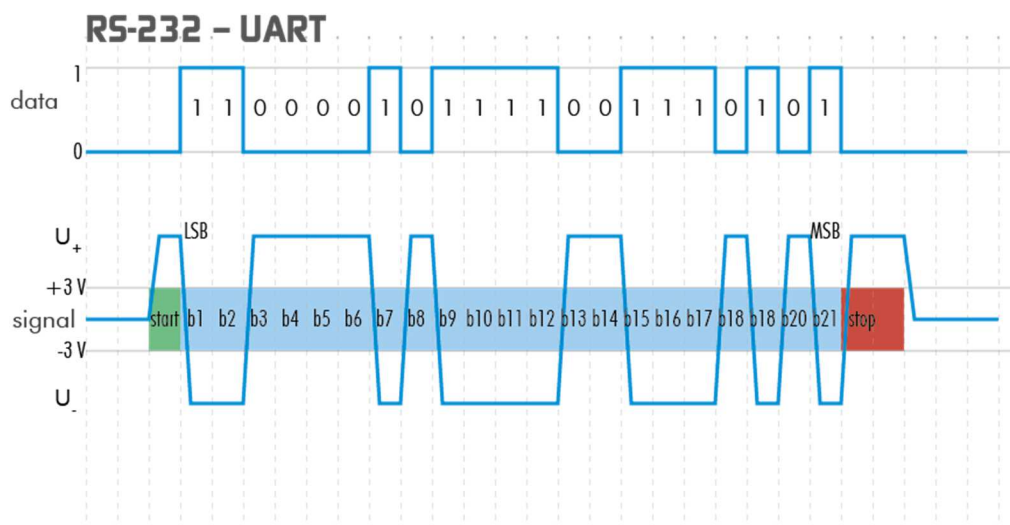 RS-232 – UART
1
data 1 1 0 0 0 0 1 0 1 1 1 1 0 0 1 1 1 0 1 0 1
0
U+ LSB MSB
+3 V
signal start b1 b2 b3 b4 b5 b6 b7 b8 b9 b10 b11 b12 b13 b14 b15 b16 b17 b18 b18 b20 b21 stop
-3 V
U-